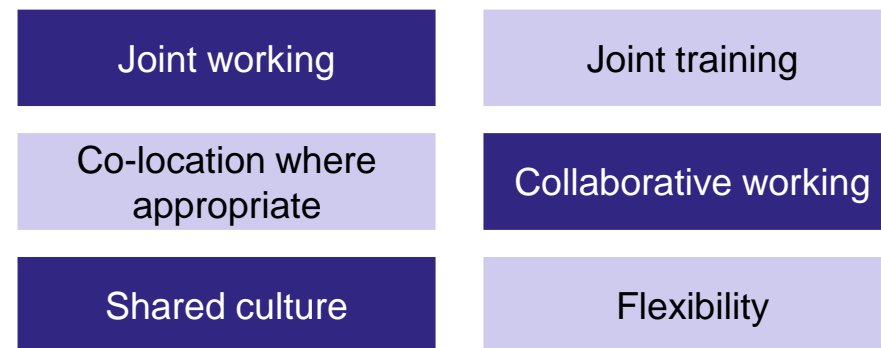 Joint working
Joint training
Co-location where
appropriate
Collaborative working
Shared culture
Flexibility